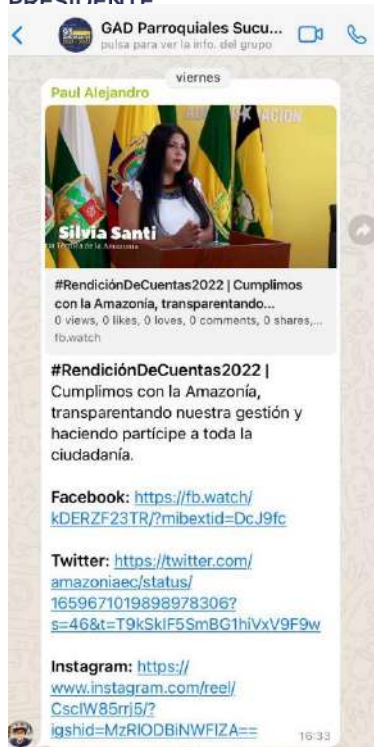 PRESIDENTE
GAD Parroquiales Sucu...
pulsa para ver la info. del grupo
viernes
Paul Alejandro
Silvia Santi
#RendiciónDeCuentas2022 | Cumplimos
con la Amazonía, transparentando...
0 views, 0 likes, 0 loves, 0 comments, 0 shares,...
fb.watch
#RendiciónDeCuentas2022 |
Cumplimos con la Amazonía,
transparentando nuestra gestión y
haciendo partícipe a toda la
ciudadanía.
Facebook: https://fb.watch/
kDERZF23TR/?mibextid=DcJ9fc
Twitter: https://twitter.com/
amazoniaec/status/
1659671019898978306?
s=46&t=T9kSkIF5SmBG1hiVxV9F9w
Instagram: https://
www.instagram.com/reel/
CscIW85rrj5/?
igshid=MzRlODBiNWFlZA==
16:33